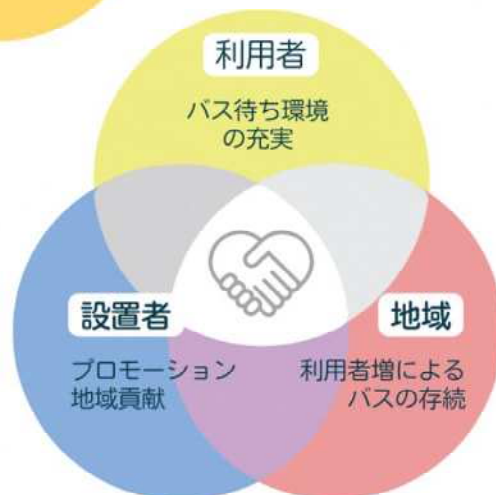 利用者
バス待ち環境
の充実
設置者
プロモーション
地域貢献
地域
利用者増による
バスの存続